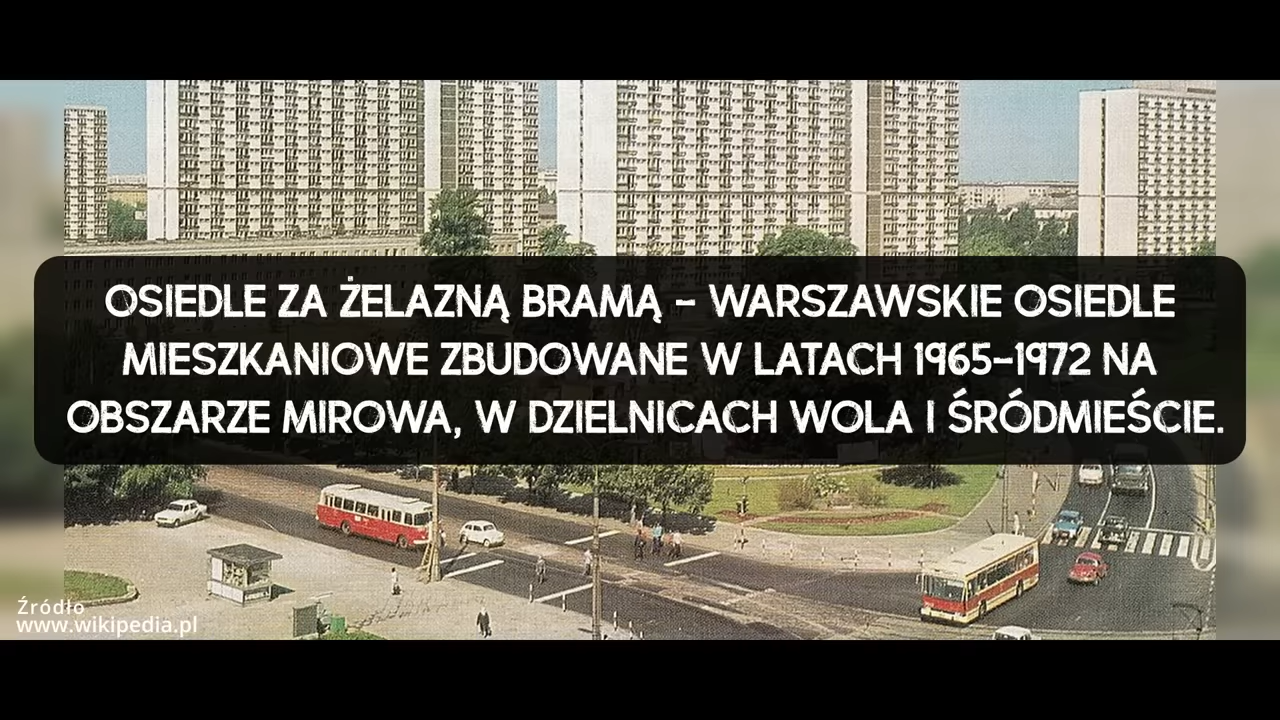 OSIEDLE ZA ŻELAZNĄ BRAMĄ – WARSZAWSKIE OSIEDLE
MIESZKANIOWE ZBUDOWANE W LATACH 1965–1972 NA
OBSZARZE MIROWA, W DZIELNICACH WOLA I ŚRÓDMIEŚCIE.
Źródło
www.wikipedia.pl